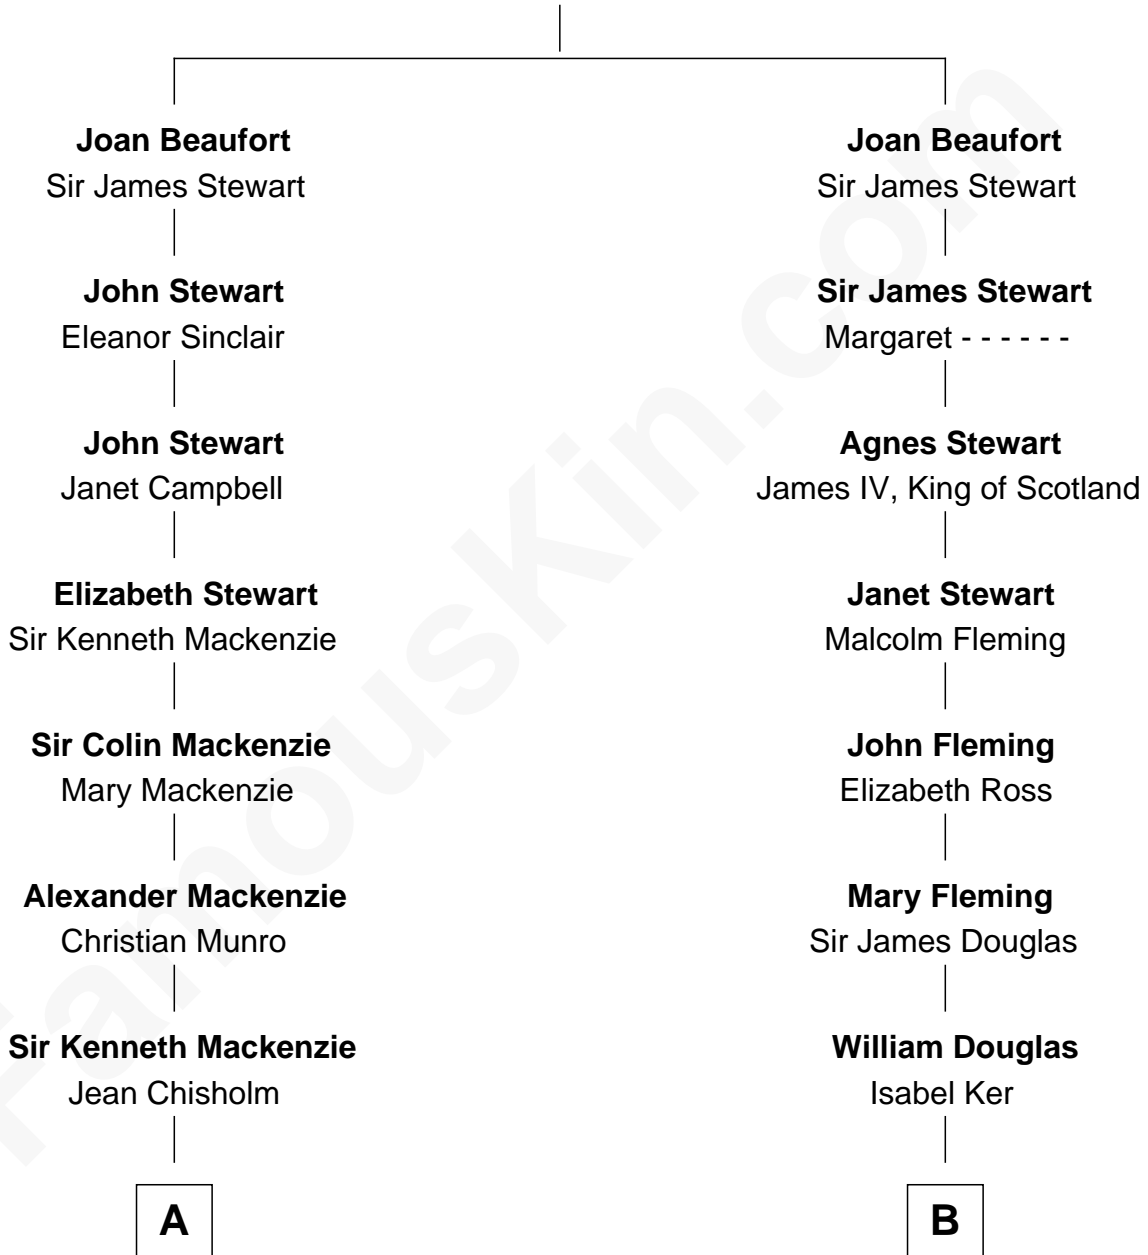 Joan Beaufort
Sir James Stewart
John Stewart
Eleanor Sinclair
John Stewart
Janet Campbell
Elizabeth Stewart
Sir Kenneth Mackenzie
Sir Colin Mackenzie
Mary Mackenzie
Alexander Mackenzie
Christian Munro
Sir Kenneth Mackenzie
Jean Chisholm
A
Joan Beaufort
Sir James Stewart
Sir James Stewart
Margaret - - - - - -
Agnes Stewart
James IV, King of Scotland
Janet Stewart
Malcolm Fleming
John Fleming
Elizabeth Ross
Mary Fleming
Sir James Douglas
William Douglas
Isabel Ker
B
FamousKin.com